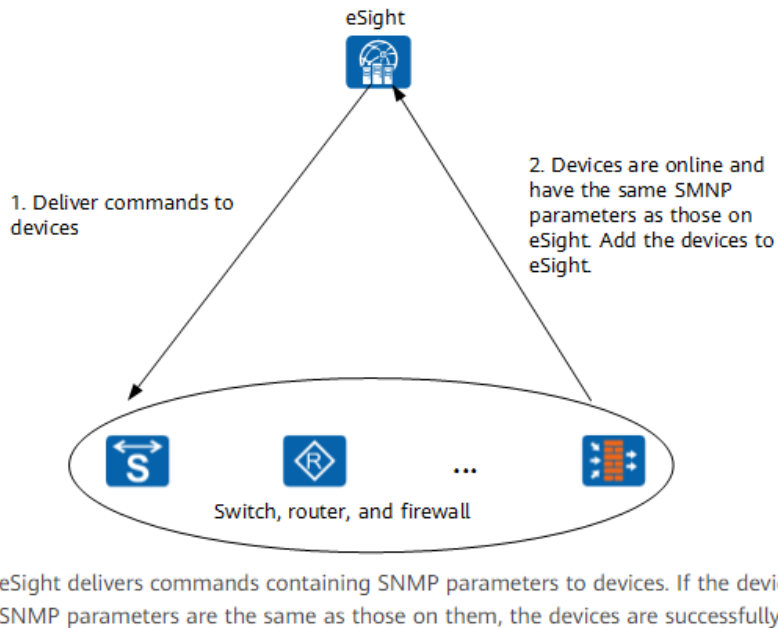 eSight
1. Deliver commands to
devices
2. Devices are online and
have the same SMNP
parameters as those on
eSight. Add the devices to
eSight.
S
R
...
Switch, router, and firewall
eSight delivers commands containing SNMP parameters to devices. If the devi
SNMP parameters are the same as those on them, the devices are successfully